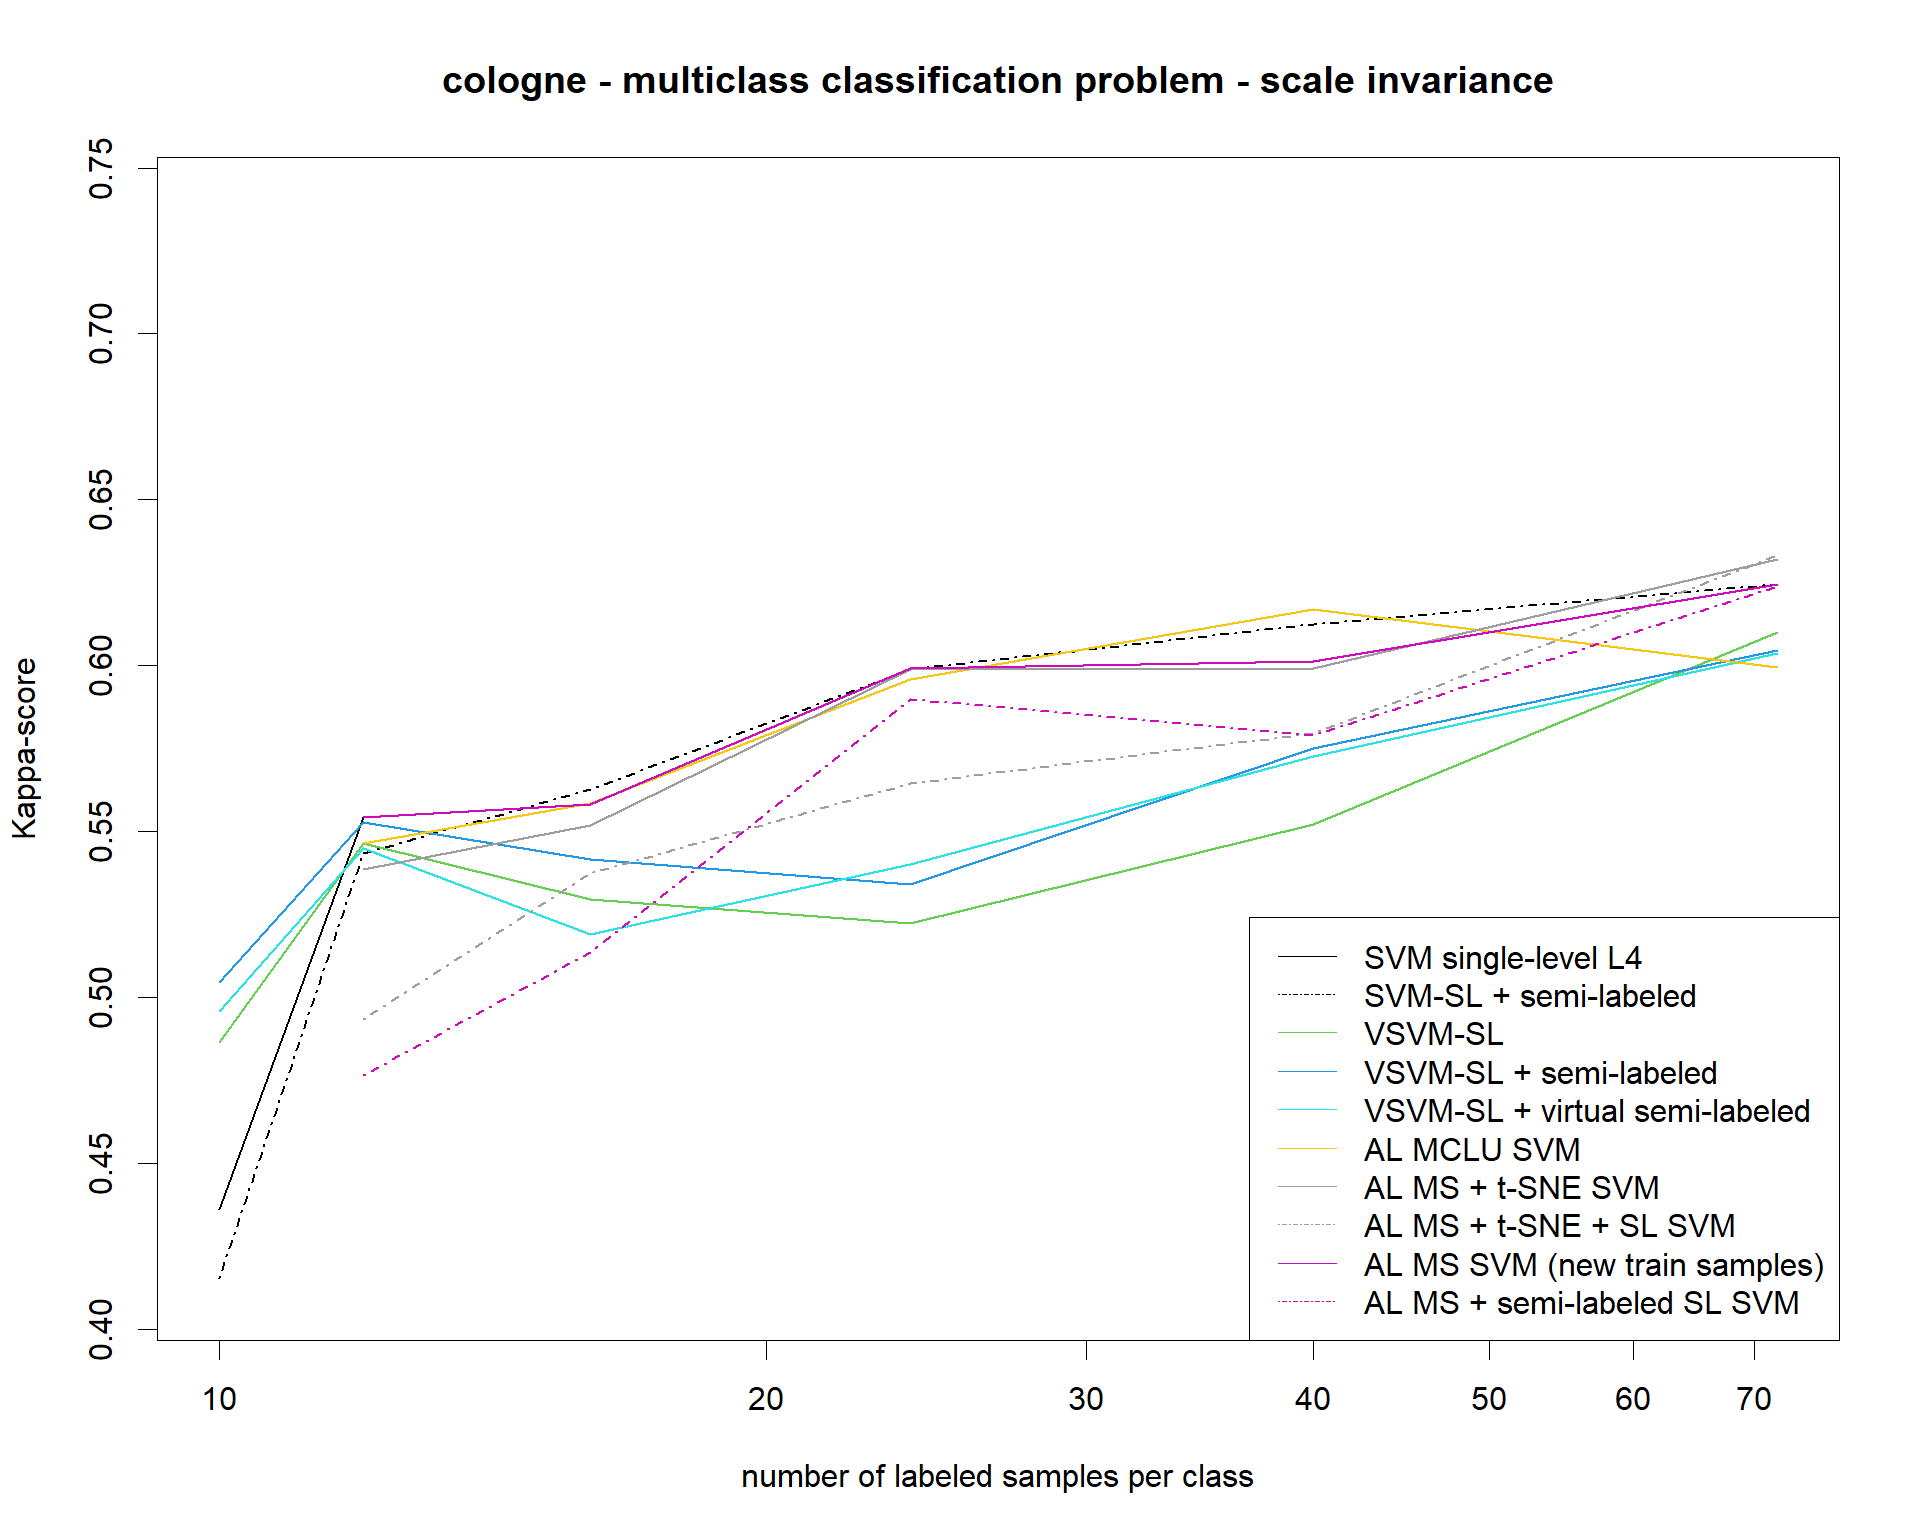 cologne - multiclass classification problem - scale invariance
Kappa-score
0.75
0.70
0.65
0.60
0.55
0.50
0.45
0.40
SVM single-level L4
SVM-SL + semi-labeled
VSVM-SL
VSVM-SL + semi-labeled
VSVM-SL + virtual semi-labeled
AL MCLU SVM
AL MS + t-SNE SVM
AL MS + t-SNE + SL SVM
AL MS SVM (new train samples)
AL MS + semi-labeled SL SVM
10 20 30 40 50 60 70
number of labeled samples per class